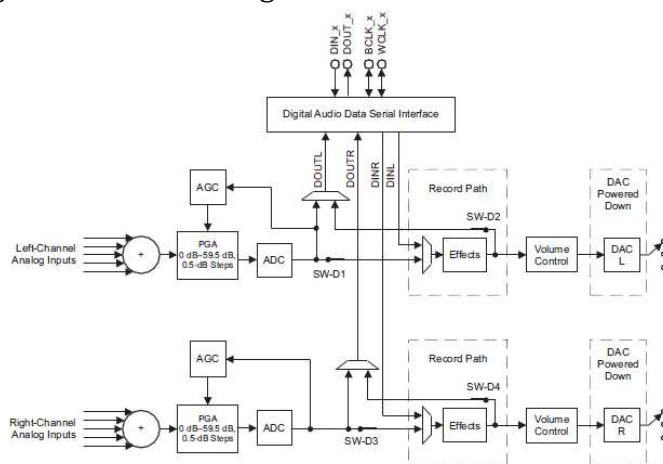 DIN_x
DOUT_x
BCLK_x
WCLK_x
Digital Audio Data Serial Interface
DOUTL
DOUTR
DINR
DINL
AGC
Record Path
DAC
Powered
Down
SW-D2
Left-Channel
Analog Inputs
+
PGA
0 dB–59.5 dB,
0.5-dB Steps
ADC
SW-D1
Effects
Volume
Control
DAC
L
AGC
Record Path
DAC
Powered
Down
SW-D4
Right-Channel
Analog Inputs
+
PGA
0 dB–59.5 dB,
0.5-dB Steps
ADC
SW-D3
Effects
Volume
Control
DAC
R